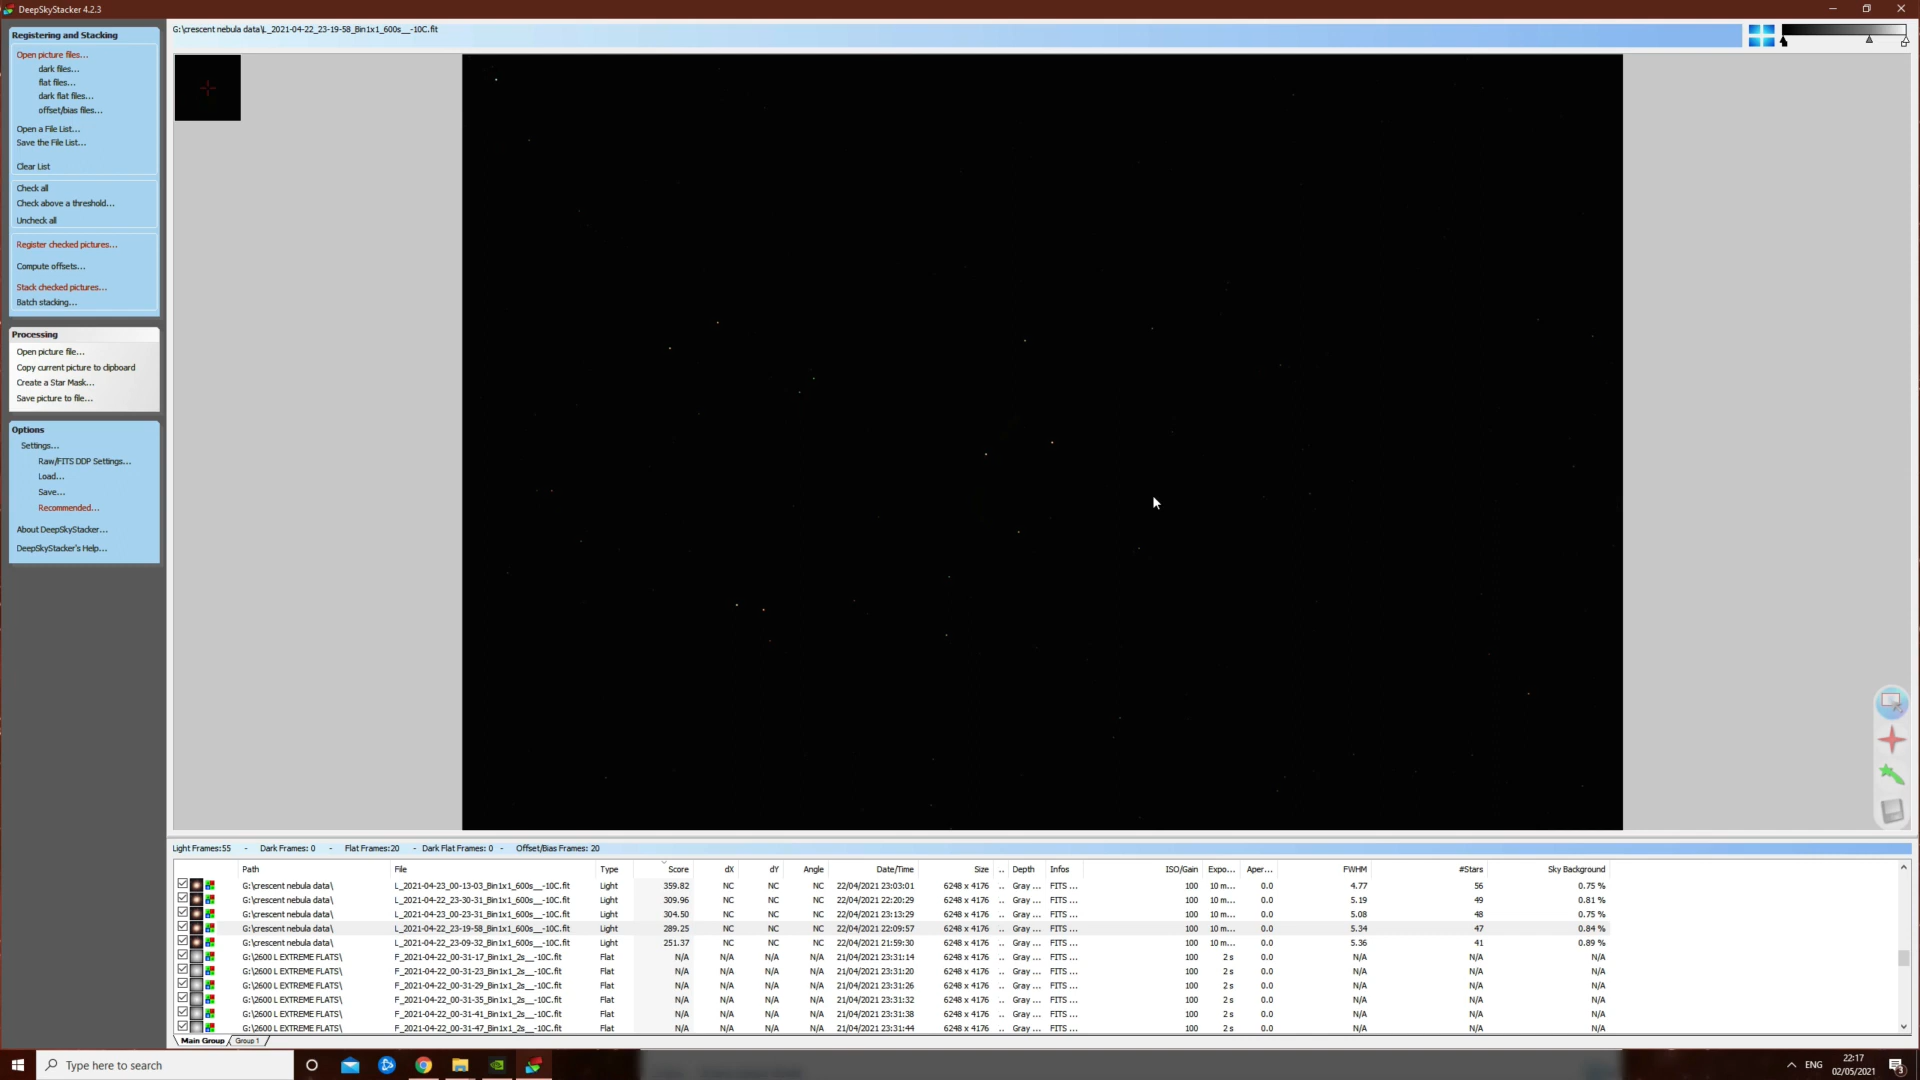 DeepSkyStacker 4.2.3
Registering and Stacking
Open picture files...
dark files...
flat files...
dark flat files...
offset/bias files...
Open a File List...
Save the File List...
Clear List
Check all
Check above a threshold...
Uncheck all
Register checked pictures...
Compute offsets...
Stack checked pictures...
Batch stacking...
Processing
Open picture file...
Copy current picture to clipboard
Create a Star Mask...
Save picture to file...
Options
Settings...
Raw/FITS DDP Settings...
Load...
Save...
Recommended...
About DeepSkyStacker...
DeepSkyStacker's Help...
G:\crescent nebula data\L_2021-04-22_23-19-58_Bin1x1_600s__-10C.fit
Light Frames:55 - Dark Frames: 0 - Flat Frames:20 - Dark Flat Frames: 0 - Offset/Bias Frames: 20
Path File Type Score dX dY Angle Date/Time Size .. Depth Infos ISO/Gain Expo... Aper... FWHM #Stars Sky Background
G:\crescent nebula data\ L_2021-04-23_00-13-03_Bin1x1_600s__-10C.fit Light 359.82 NC NC NC 22/04/2021 23:03:01 6248 x 4176 .. Gray ... FITS ... 100 10 m... 0.0 4.77 56 0.75 %
G:\crescent nebula data\ L_2021-04-22_23-30-31_Bin1x1_600s__-10C.fit Light 309.96 NC NC NC 22/04/2021 22:20:29 6248 x 4176 .. Gray ... FITS ... 100 10 m... 0.0 5.19 49 0.81 %
G:\crescent nebula data\ L_2021-04-23_00-23-31_Bin1x1_600s__-10C.fit Light 304.50 NC NC NC 22/04/2021 23:13:29 6248 x 4176 .. Gray ... FITS ... 100 10 m... 0.0 5.08 48 0.75 %
G:\crescent nebula data\ L_2021-04-22_23-19-58_Bin1x1_600s__-10C.fit Light 289.25 NC NC NC 22/04/2021 22:09:57 6248 x 4176 .. Gray ... FITS ... 100 10 m... 0.0 5.34 47 0.84 %
G:\crescent nebula data\ L_2021-04-22_23-09-32_Bin1x1_600s__-10C.fit Light 251.37 NC NC NC 22/04/2021 21:59:30 6248 x 4176 .. Gray ... FITS ... 100 10 m... 0.0 5.36 41 0.89 %
G:\2600 L EXTREME FLATS\ F_2021-04-22_00-31-17_Bin1x1_2s__-10C.fit Flat N/A N/A N/A N/A 21/04/2021 23:31:14 6248 x 4176 .. Gray ... FITS ... 100 2 s 0.0 N/A N/A N/A
G:\2600 L EXTREME FLATS\ F_2021-04-22_00-31-23_Bin1x1_2s__-10C.fit Flat N/A N/A N/A N/A 21/04/2021 23:31:20 6248 x 4176 .. Gray ... FITS ... 100 2 s 0.0 N/A N/A N/A
G:\2600 L EXTREME FLATS\ F_2021-04-22_00-31-29_Bin1x1_2s__-10C.fit Flat N/A N/A N/A N/A 21/04/2021 23:31:26 6248 x 4176 .. Gray ... FITS ... 100 2 s 0.0 N/A N/A N/A
G:\2600 L EXTREME FLATS\ F_2021-04-22_00-31-35_Bin1x1_2s__-10C.fit Flat N/A N/A N/A N/A 21/04/2021 23:31:32 6248 x 4176 .. Gray ... FITS ... 100 2 s 0.0 N/A N/A N/A
G:\2600 L EXTREME FLATS\ F_2021-04-22_00-31-41_Bin1x1_2s__-10C.fit Flat N/A N/A N/A N/A 21/04/2021 23:31:38 6248 x 4176 .. Gray ... FITS ... 100 2 s 0.0 N/A N/A N/A
G:\2600 L EXTREME FLATS\ F_2021-04-22_00-31-47_Bin1x1_2s__-10C.fit Flat N/A N/A N/A N/A 21/04/2021 23:31:44 6248 x 4176 .. Gray ... FITS ... 100 2 s 0.0 N/A N/A N/A
Main Group Group 1
Type here to search
ENG
22:17
02/05/2021
3